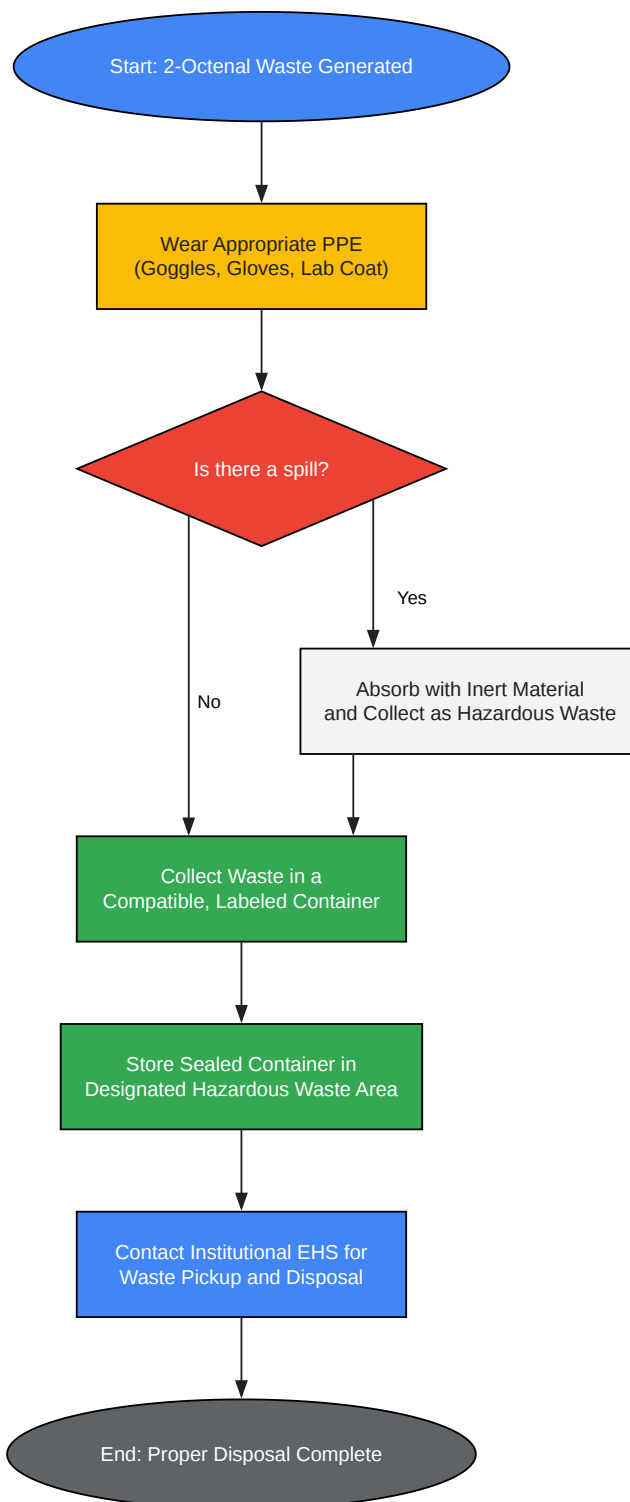 Start: 2-Octenal Waste Generated
Wear Appropriate PPE
(Goggles, Gloves, Lab Coat)
Is there a spill?
Yes
Absorb with Inert Material
and Collect as Hazardous Waste
No
Collect Waste in a
Compatible, Labeled Container
Store Sealed Container in
Designated Hazardous Waste Area
Contact Institutional EHS for
Waste Pickup and Disposal
End: Proper Disposal Complete